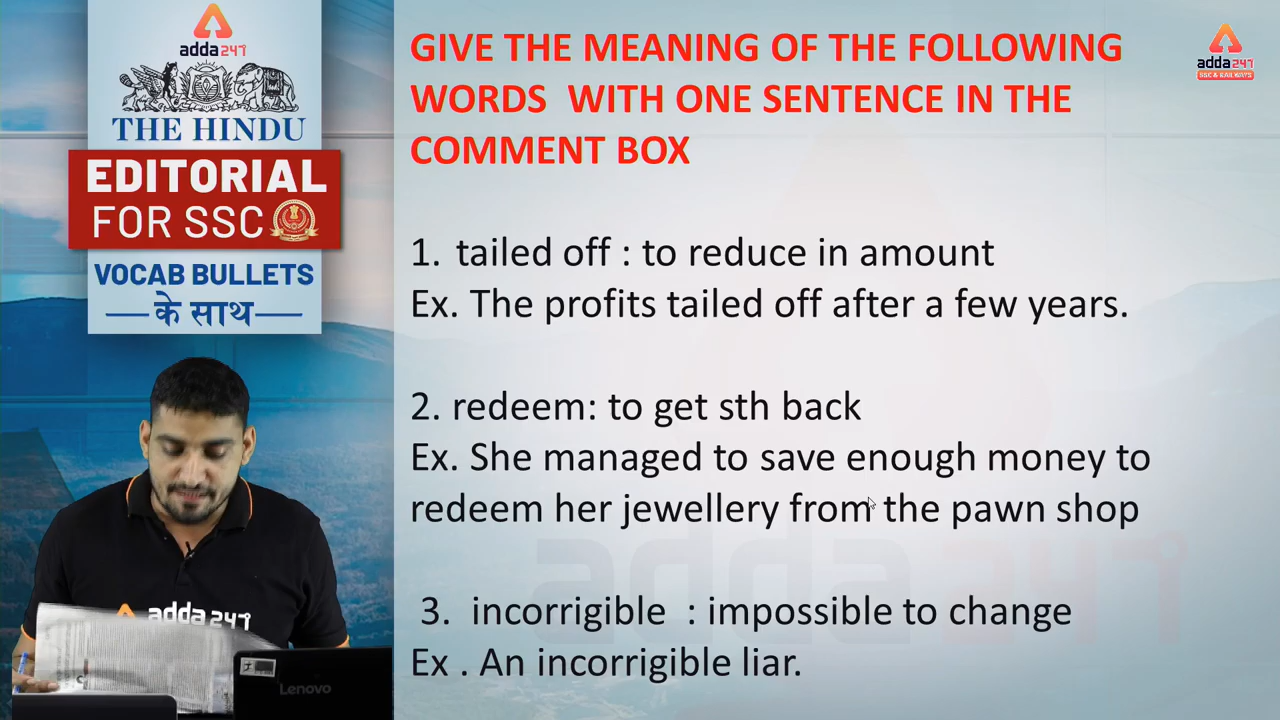 adda247
THE HINDU
EDITORIAL
FOR SSC
VOCAB BULLETS
के साथ
adda247
SSC & RAILWAYS
GIVE THE MEANING OF THE FOLLOWING
WORDS WITH ONE SENTENCE IN THE
COMMENT BOX
1. tailed off : to reduce in amount
Ex. The profits tailed off after a few years.
2. redeem: to get sth back
Ex. She managed to save enough money to
redeem her jewellery from the pawn shop
3. incorrigible : impossible to change
Ex . An incorrigible liar.
adda247
adda247
Lenovo